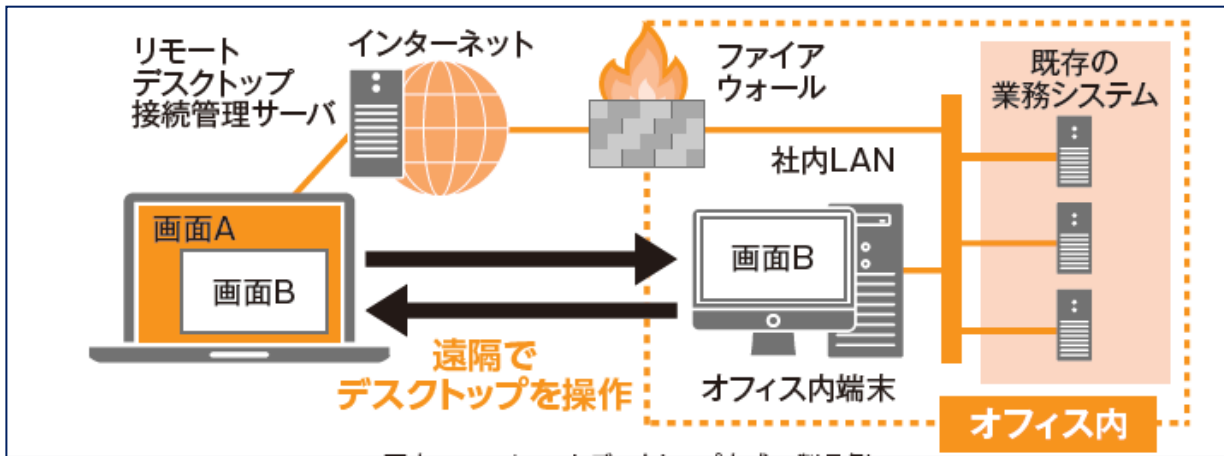 リモート
デスクトップ
接続管理サーバ
インターネット
ファイア
ウォール
既存の
業務システム
社内LAN
画面A
画面B
画面B
遠隔で
デスクトップを操作
オフィス内端末
オフィス内